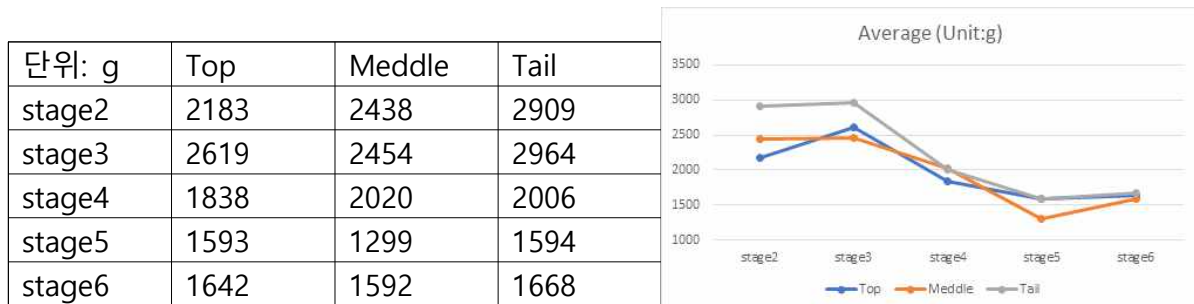 단위: g Top Meddle Tail
stage2 2183 2438 2909
stage3 2619 2454 2964
stage4 1838 2020 2006
stage5 1593 1299 1594
stage6 1642 1592 1668
Average (Unit:g)
3500
3000
2500
2000
1500
1000
stage2 stage3 stage4 stage5 stage6
Top Meddle Tail